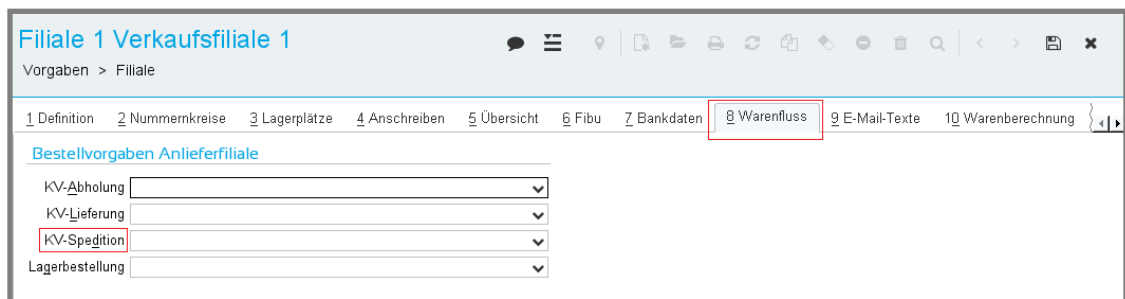 Filiale 1 Verkaufsfiliale 1
Vorgaben > Filiale
1 Definition 2 Nummernkreise 3 Lagerplätze 4 Anschreiben 5 Übersicht 6 Fibu 7 Bankdaten 8 Warenfluss 9 E-Mail-Texte 10 Warenberechnung
Bestellvorgaben Anlieferfiliale
KV-Abholung
KV-Lieferung
KV-Spedition
Lagerbestellung